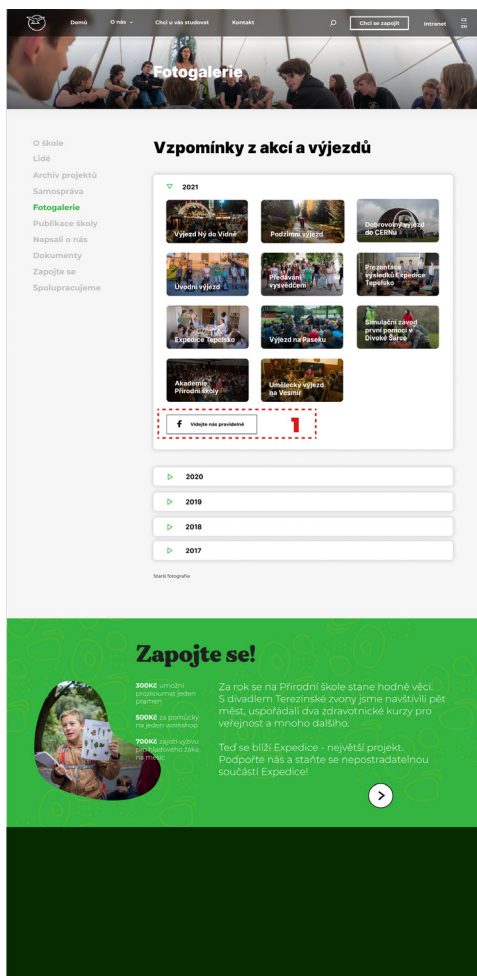 Domů
O nás
Chci u vás studovat
Kontakt
Chci se zapojit
Intranet
CZ
EN
Fotogalerie
O škole
Lidé
Archiv projektů
Samospráva
Fotogalerie
Publikace školy
Napsali o nás
Dokumenty
Zapojte se
Spolupracujeme
Vzpomínky z akcí a výjezdů
2021
Výjezd Ný do Vídně
Podzimní výjezd
Dobrovolný výjezd
do CERNu
Úvodní výjezd
Předávání
vysvědčení
Prezentace
výsledků Expedice
Tepelsko
Expedice Tepelsko
Výjezd na Paseku
Simulační závod
první pomoci v
Divoké Šárce
Akademie
Přírodní školy
Umělecký výjezd
na Vesmír
f Vídejte nás pravidelně
1
2020
2019
2018
2017
Starší fotografie
Zapojte se!
300Kč umožní
prozkoumat jeden
pramen
500Kč za pomůcky
na jeden workshop
700Kč zajistí výživu
pro hladového žáka
na měsíc
Za rok se na Přírodní škole stane hodně věcí.
S divadlem Terezínské zvony jsme navštívili pět
měst, uspořádali dva zdravotnické kurzy pro
veřejnost a mnoho dalšího.
Teď se blíží Expedice - největší projekt.
Podpořte nás a staňte se nepostradatelnou
součástí Expedice!